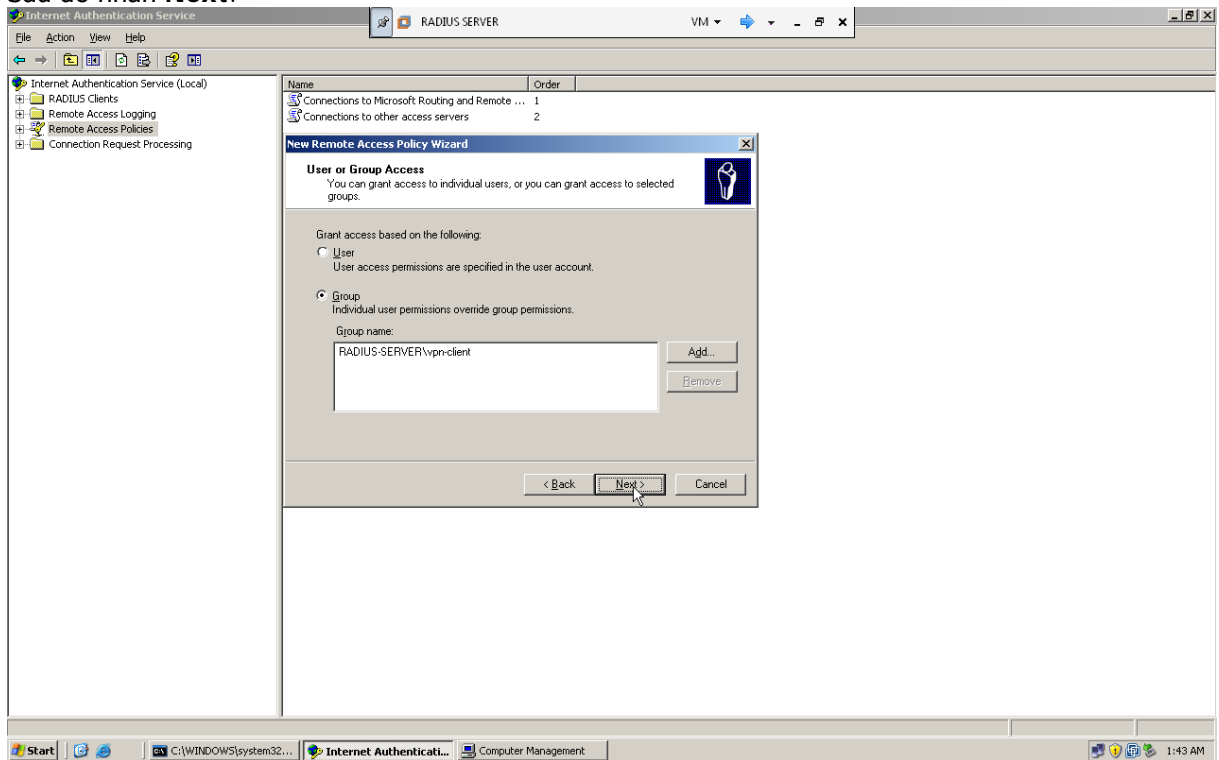 Sau đó nhấn Next.
Internet Authentication Service
RADIUS SERVER
VM
File Action View Help
Internet Authentication Service (Local)
RADIUS Clients
Remote Access Logging
Remote Access Policies
Connection Request Processing
Name Order
Connections to Microsoft Routing and Remote ... 1
Connections to other access servers 2
New Remote Access Policy Wizard
User or Group Access
You can grant access to individual users, or you can grant access to selected
groups.
Grant access based on the following:
User
User access permissions are specified in the user account.
Group
Individual user permissions override group permissions.
Group name:
RADIUS-SERVER\vpn-client
Add...
Remove
< Back Next > Cancel
Start C:\WINDOWS\system32... Internet Authenticati... Computer Management 1:43 AM